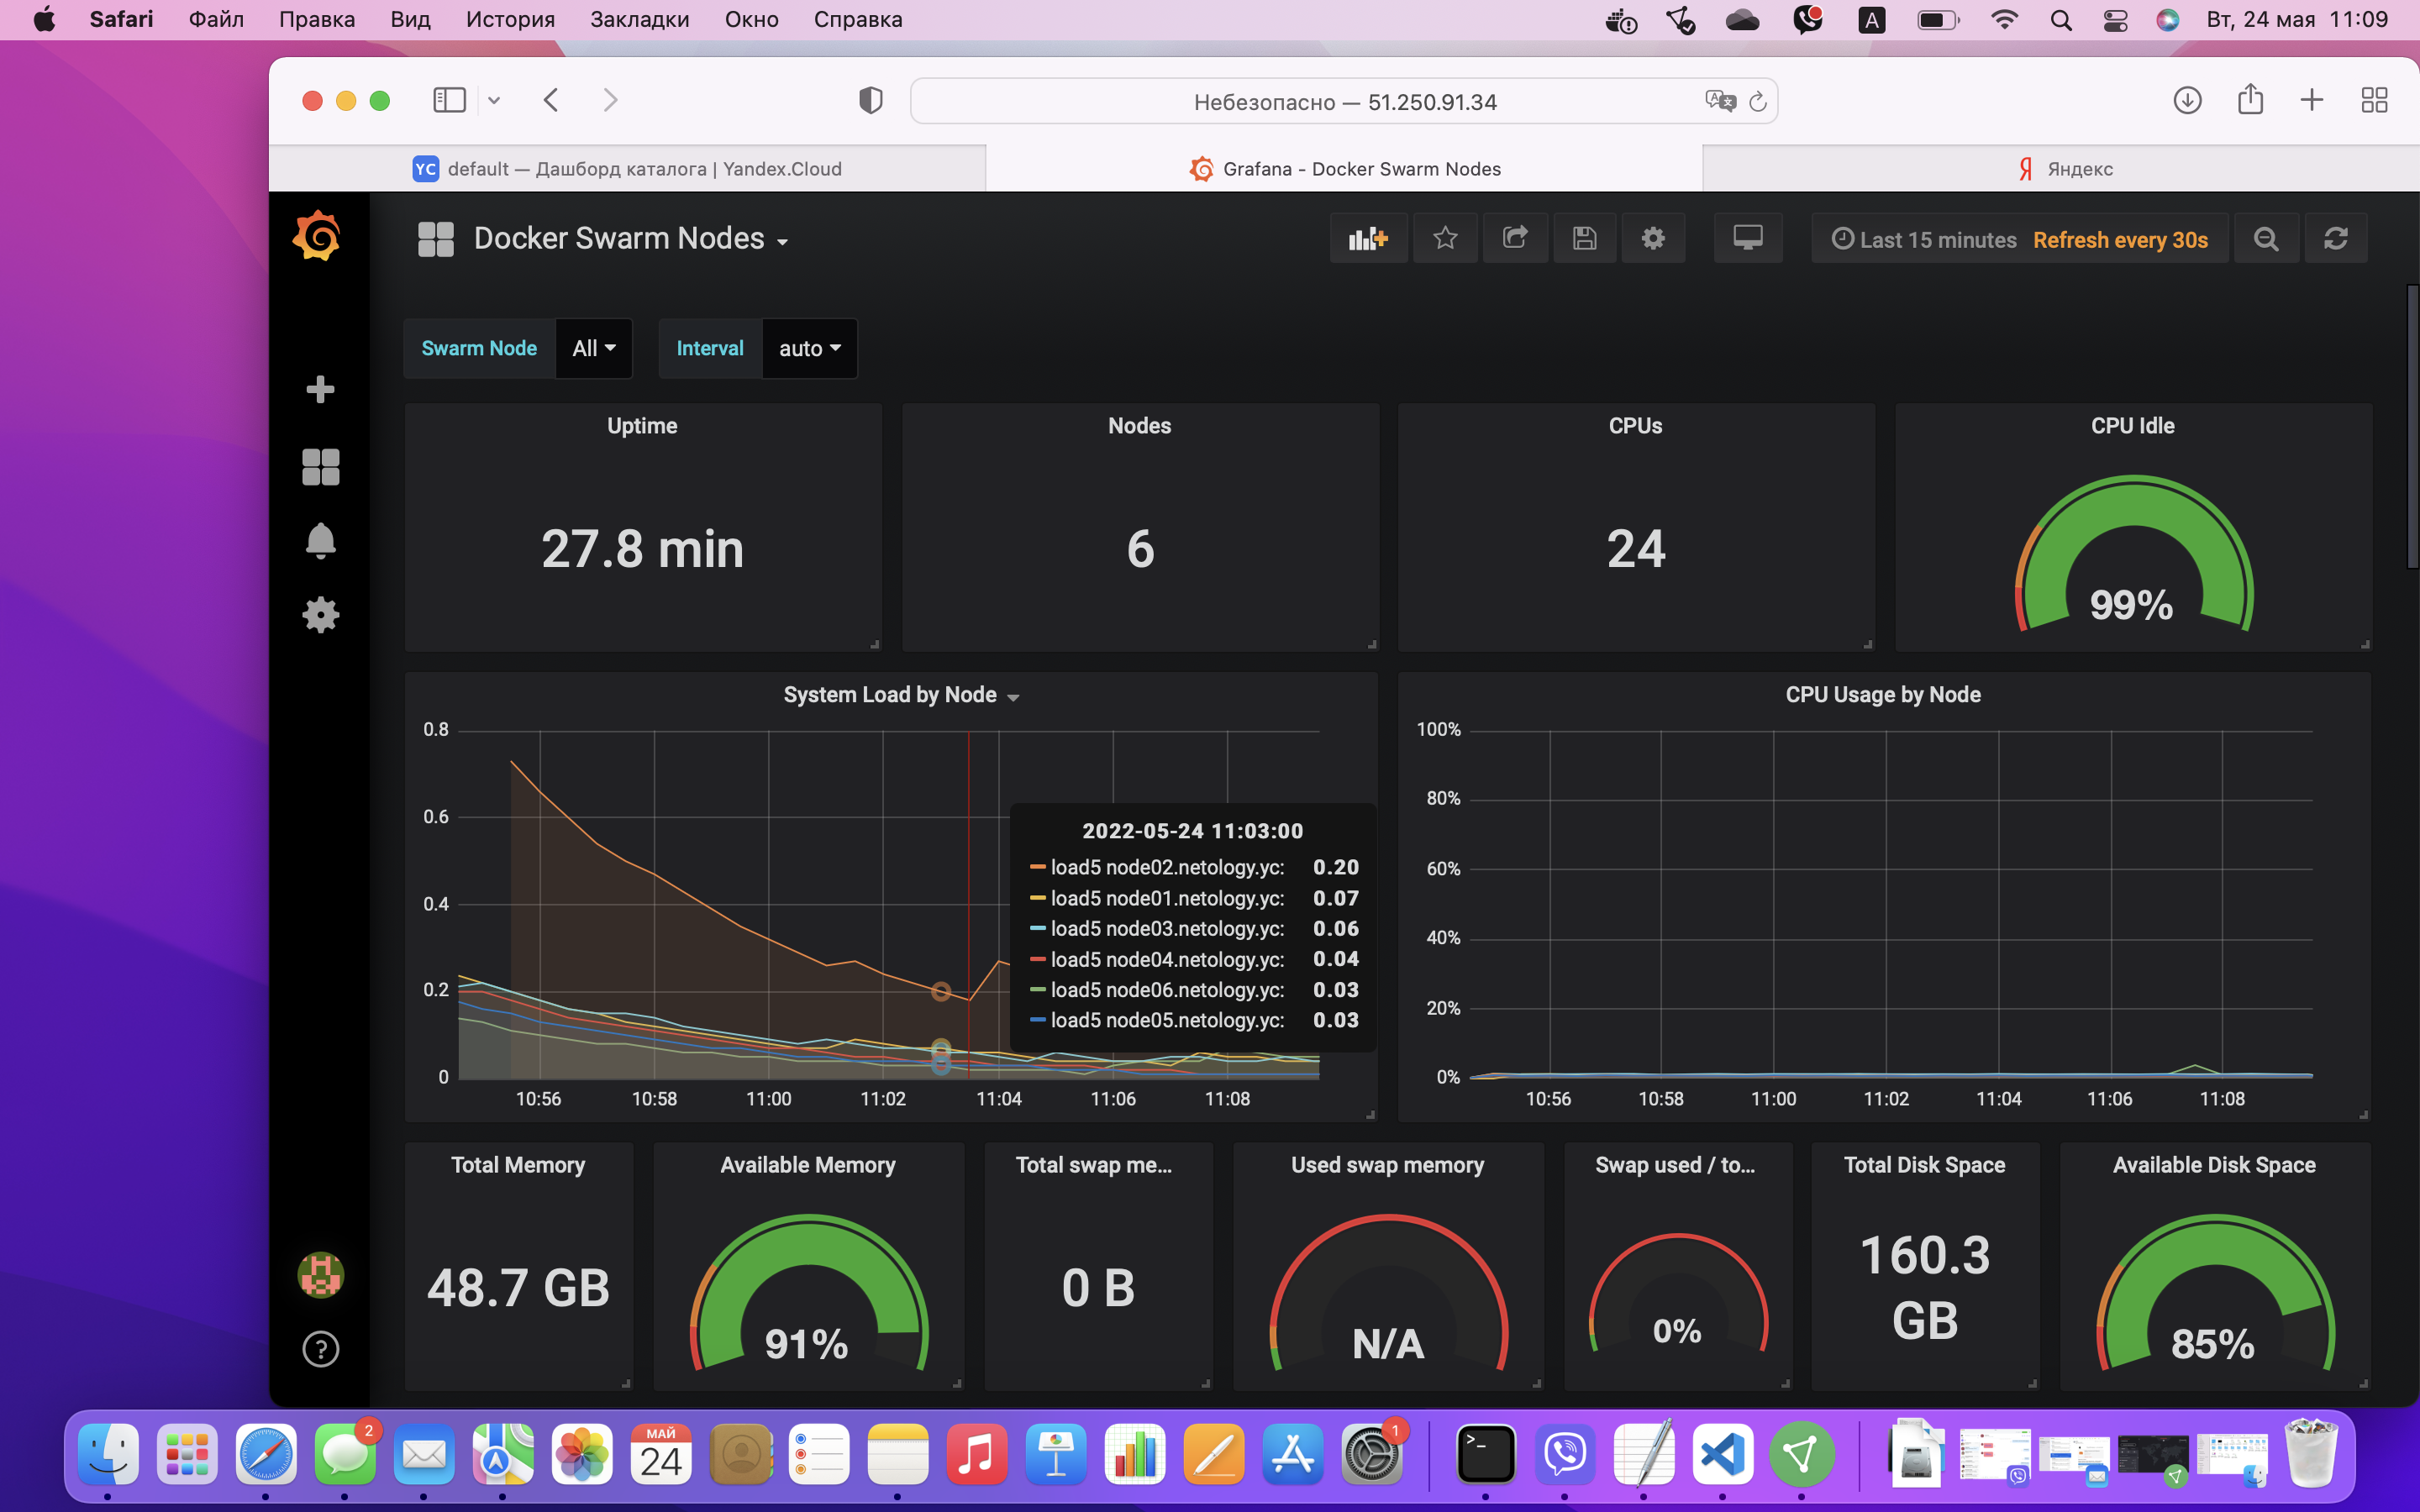 Safari Файл Правка Вид История Закладки Окно Справка A Вт, 24 мая 11:09
Небезопасно — 51.250.91.34
YC default — Дашборд каталога | Yandex.Cloud
Grafana - Docker Swarm Nodes
Я Яндекс
Docker Swarm Nodes
Last 15 minutes Refresh every 30s
Swarm Node All
Interval auto
Uptime
27.8 min
Nodes
6
CPUs
24
CPU Idle
99%
System Load by Node
0.8
0.6
0.4
0.2
0
10:56 10:58 11:00 11:02 11:04 11:06 11:08
2022-05-24 11:03:00
load5 node02.netology.yc: 0.20
load5 node01.netology.yc: 0.07
load5 node03.netology.yc: 0.06
load5 node04.netology.yc: 0.04
load5 node06.netology.yc: 0.03
load5 node05.netology.yc: 0.03
CPU Usage by Node
100%
80%
60%
40%
20%
0%
10:56 10:58 11:00 11:02 11:04 11:06 11:08
Total Memory
48.7 GB
Available Memory
91%
Total swap me...
0 B
Used swap memory
N/A
Swap used / to...
0%
Total Disk Space
160.3
GB
Available Disk Space
85%
?
2
МАЙ
24
1
>_